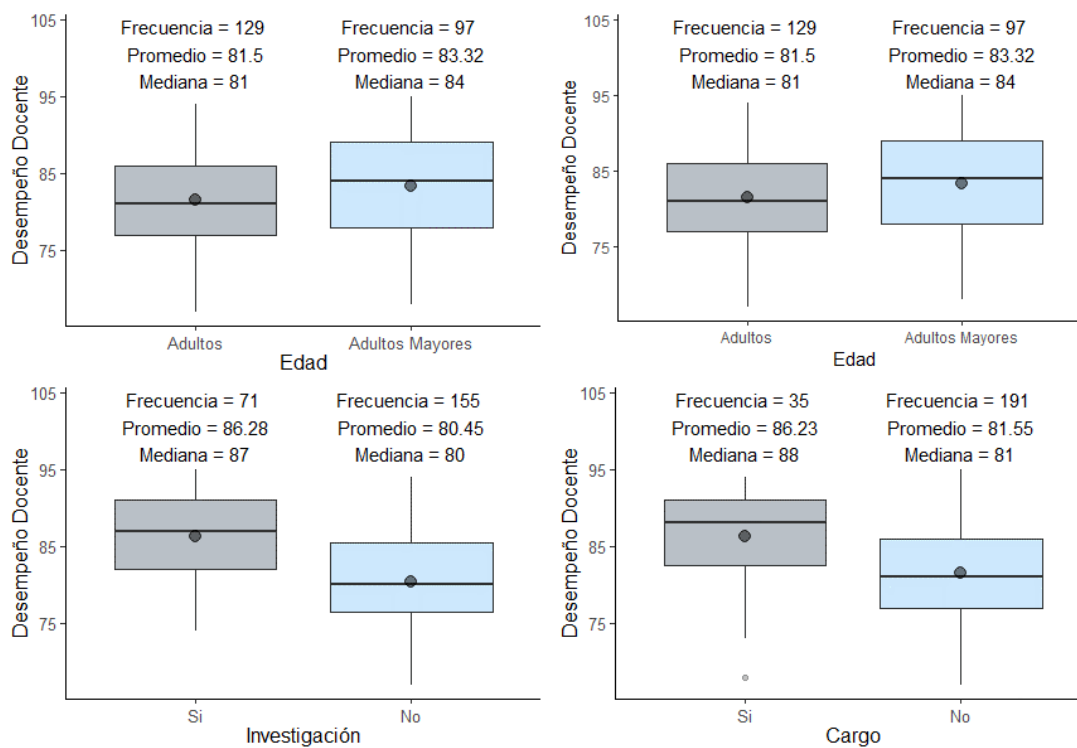 105
95
85
75
Desempeño Docente
Frecuencia = 129
Promedio = 81.5
Mediana = 81
Frecuencia = 97
Promedio = 83.32
Mediana = 84
Adultos
Adultos Mayores
Edad
105
95
85
75
Desempeño Docente
Frecuencia = 129
Promedio = 81.5
Mediana = 81
Frecuencia = 97
Promedio = 83.32
Mediana = 84
Adultos
Adultos Mayores
Edad
105
95
85
75
Desempeño Docente
Frecuencia = 71
Promedio = 86.28
Mediana = 87
Frecuencia = 155
Promedio = 80.45
Mediana = 80
Si
No
Investigación
105
95
85
75
Desempeño Docente
Frecuencia = 35
Promedio = 86.23
Mediana = 88
Frecuencia = 191
Promedio = 81.55
Mediana = 81
Si
No
Cargo